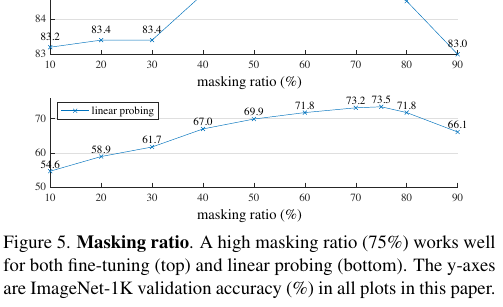 84
83.2 83.4 83.4 83.0
83
10 20 30 40 50 60 70 80 90
masking ratio (%)
linear probing
54.6 58.9 61.7 67.0 69.9 71.8 73.2 73.5 71.8 66.1
70
60
50
10 20 30 40 50 60 70 80 90
masking ratio (%)
Figure 5. Masking ratio. A high masking ratio (75%) works well
for both fine-tuning (top) and linear probing (bottom). The y-axes
are ImageNet-1K validation accuracy (%) in all plots in this paper.